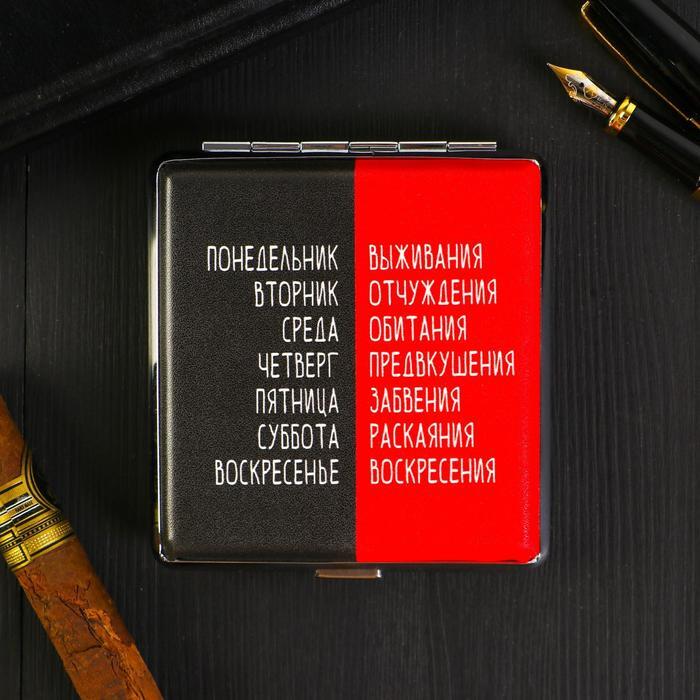 ПОНЕДЕЛЬНИК ВЫЖИВАНИЯ
ВТОРНИК ОТЧУЖДЕНИЯ
СРЕДА ОБИТАНИЯ
ЧЕТВЕРГ ПРЕДВКУШЕНИЯ
ПЯТНИЦА ЗАБВЕНИЯ
СУББОТА РАСКАЯНИЯ
ВОСКРЕСЕНЬЕ ВОСКРЕСЕНИЯ